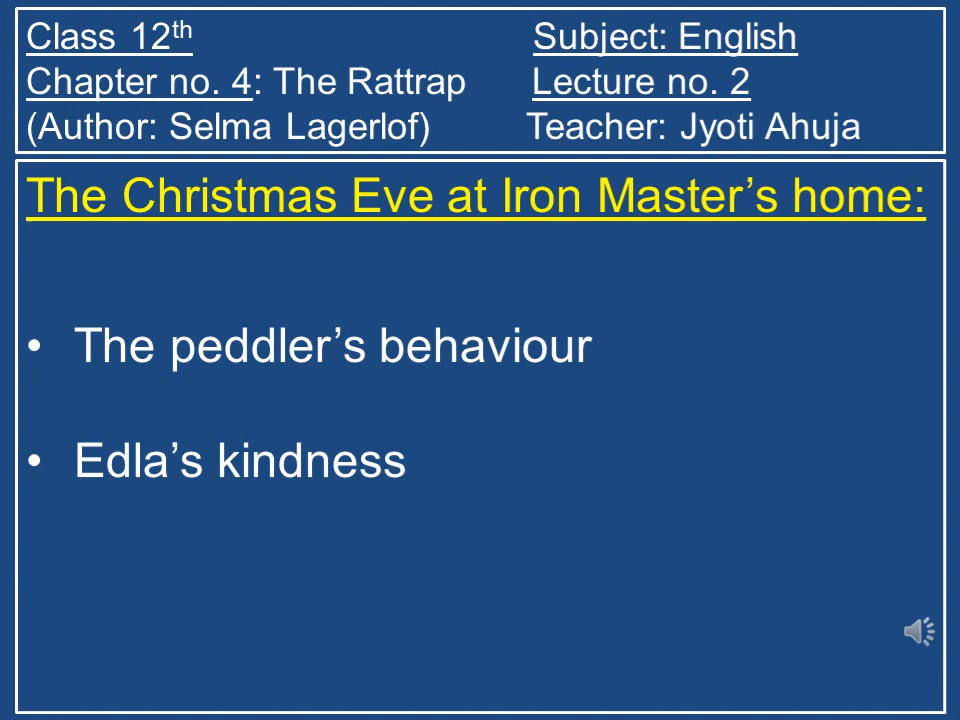 Class 12th Subject: English
Chapter no. 4: The Rattrap Lecture no. 2
(Author: Selma Lagerlof) Teacher: Jyoti Ahuja
The Christmas Eve at Iron Master’s home:
• The peddler’s behaviour
• Edla’s kindness